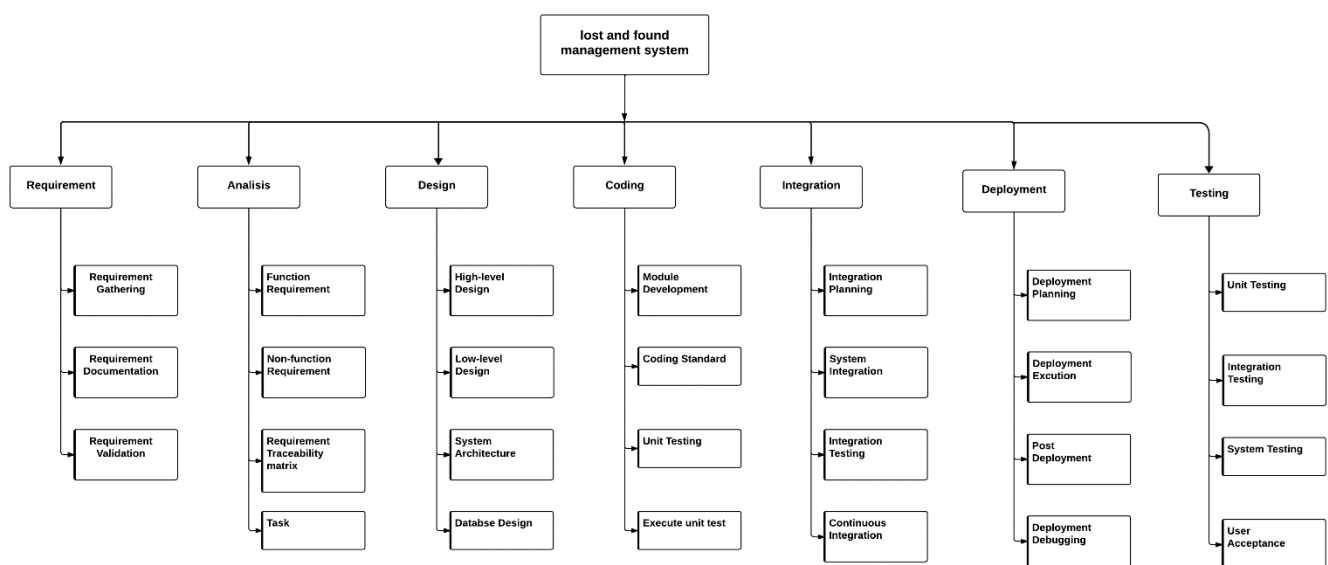 lost and found
management system
Requirement
Analisis
Design
Coding
Integration
Deployment
Testing
Requirement
Gathering
Requirement
Documentation
Requirement
Validation
Function
Requirement
Non-function
Requirement
Requirement
Traceability
matrix
Task
High-level
Design
Low-level
Design
System
Architecture
Databse Design
Module
Development
Coding Standard
Unit Testing
Execute unit test
Integration
Planning
System
Integration
Integration
Testing
Continuous
Integration
Deployment
Planning
Deployment
Excution
Post
Deployment
Deployment
Debugging
Unit Testing
Integration
Testing
System Testing
User
Acceptance